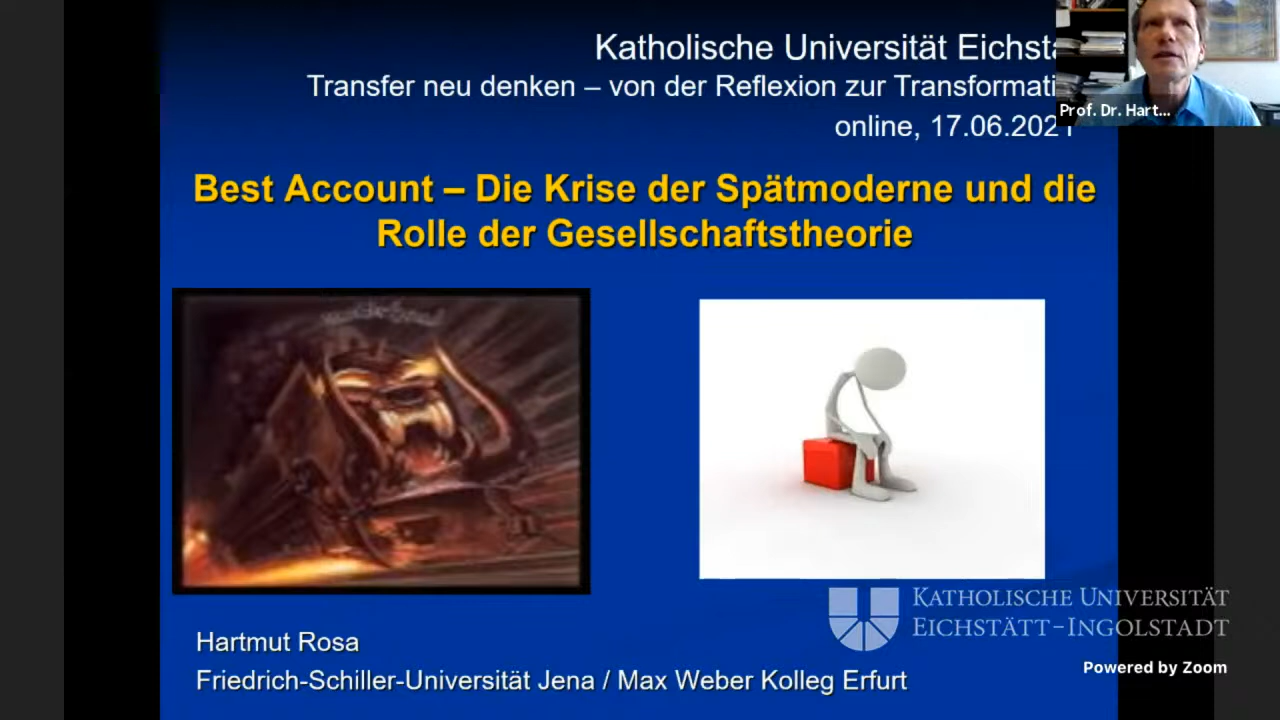 Katholische Universität Eichsta
Transfer neu denken – von der Reflexion zur Transformati
online, 17.06.2021
Prof. Dr. Hart...
Best Account – Die Krise der Spätmoderne und die
Rolle der Gesellschaftstheorie
Hartmut Rosa
Friedrich-Schiller-Universität Jena / Max Weber Kolleg Erfurt
KATHOLISCHE UNIVERSITÄT
EICHSTÄTT-INGOLSTADT
Powered by Zoom